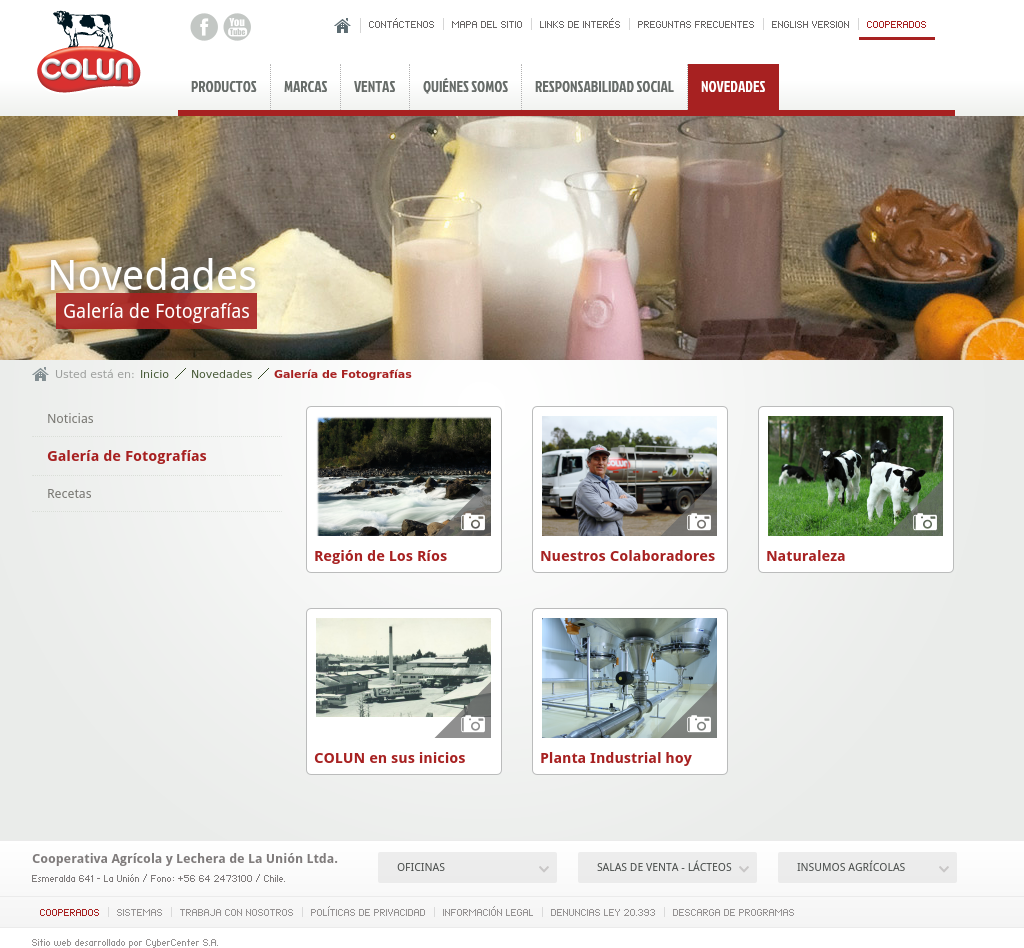 COLUN
f
You
Tube
CONTÁCTENOS
MAPA DEL SITIO
LINKS DE INTERÉS
PREGUNTAS FRECUENTES
ENGLISH VERSION
COOPERADOS
PRODUCTOS
MARCAS
VENTAS
QUIÉNES SOMOS
RESPONSABILIDAD SOCIAL
NOVEDADES
Novedades
Galería de Fotografías
Usted está en: Inicio / Novedades / Galería de Fotografías
Noticias
Galería de Fotografías
Recetas
COLUN
Región de Los Ríos
Nuestros Colaboradores
Naturaleza
COLUN en sus inicios
Planta Industrial hoy
Cooperativa Agrícola y Lechera de La Unión Ltda.
Esmeralda 641 - La Unión / Fono: +56 64 2473100 / Chile.
OFICINAS
SALAS DE VENTA - LÁCTEOS
INSUMOS AGRÍCOLAS
COOPERADOS
SISTEMAS
TRABAJA CON NOSOTROS
POLÍTICAS DE PRIVACIDAD
INFORMACIÓN LEGAL
DENUNCIAS LEY 20.393
DESCARGA DE PROGRAMAS
Sitio web desarrollado por CyberCenter S.A.